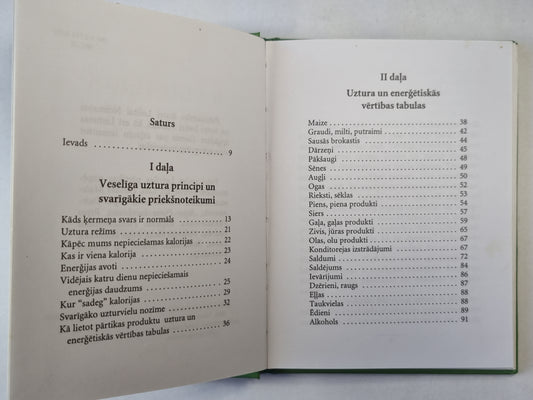 Saturs
Ievads 9
I daļa
Veselīga uztura principi un
svarīgākie priekšnoteikumi
Kāds ķermeņa svars ir normāls 13
Uztura režīms 21
Kāpēc mums nepieciešamas kalorijas 22
Kas ir viena kalorija 23
Enerģijas avoti 24
Vidējais katru dienu nepieciešamais
enerģijas daudzums 25
Kur "sadeg" kalorijas 29
Svarīgāko uzturvielu nozīme 32
Kā lietot pārtikas produktu uztura un
enerģētiskās vērtības tabulas 36
II daļa
Uztura un enerģētiskās
vērtības tabulas
Maize 38
Graudi, milti, putraimi 42
Sausās brokastis 44
Dārzeņi 45
Pākšaugi 48
Sēnes 49
Augļi 50
Ogas 52
Rieksti, sēklas 53
Piens, piena produkti 54
Siers 57
Gaļa, gaļas produkti 59
Zivis, jūras produkti 65
Olas, olu produkti 67
Konditorejas izstrādājumi 67
Saldumi 72
Saldējums 84
Ievārījumi 86
Dzērieni, raugs 87
Eļļas 88
Taukvielas 88
Ēdieni 89
Alkohols 91